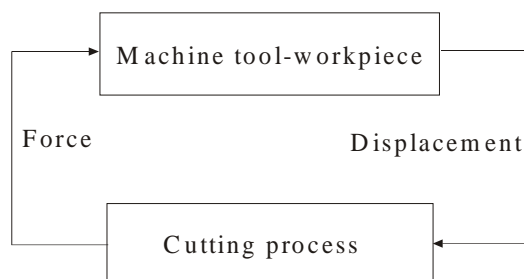 Machine tool-workpiece
Force
Displacement
Cutting process